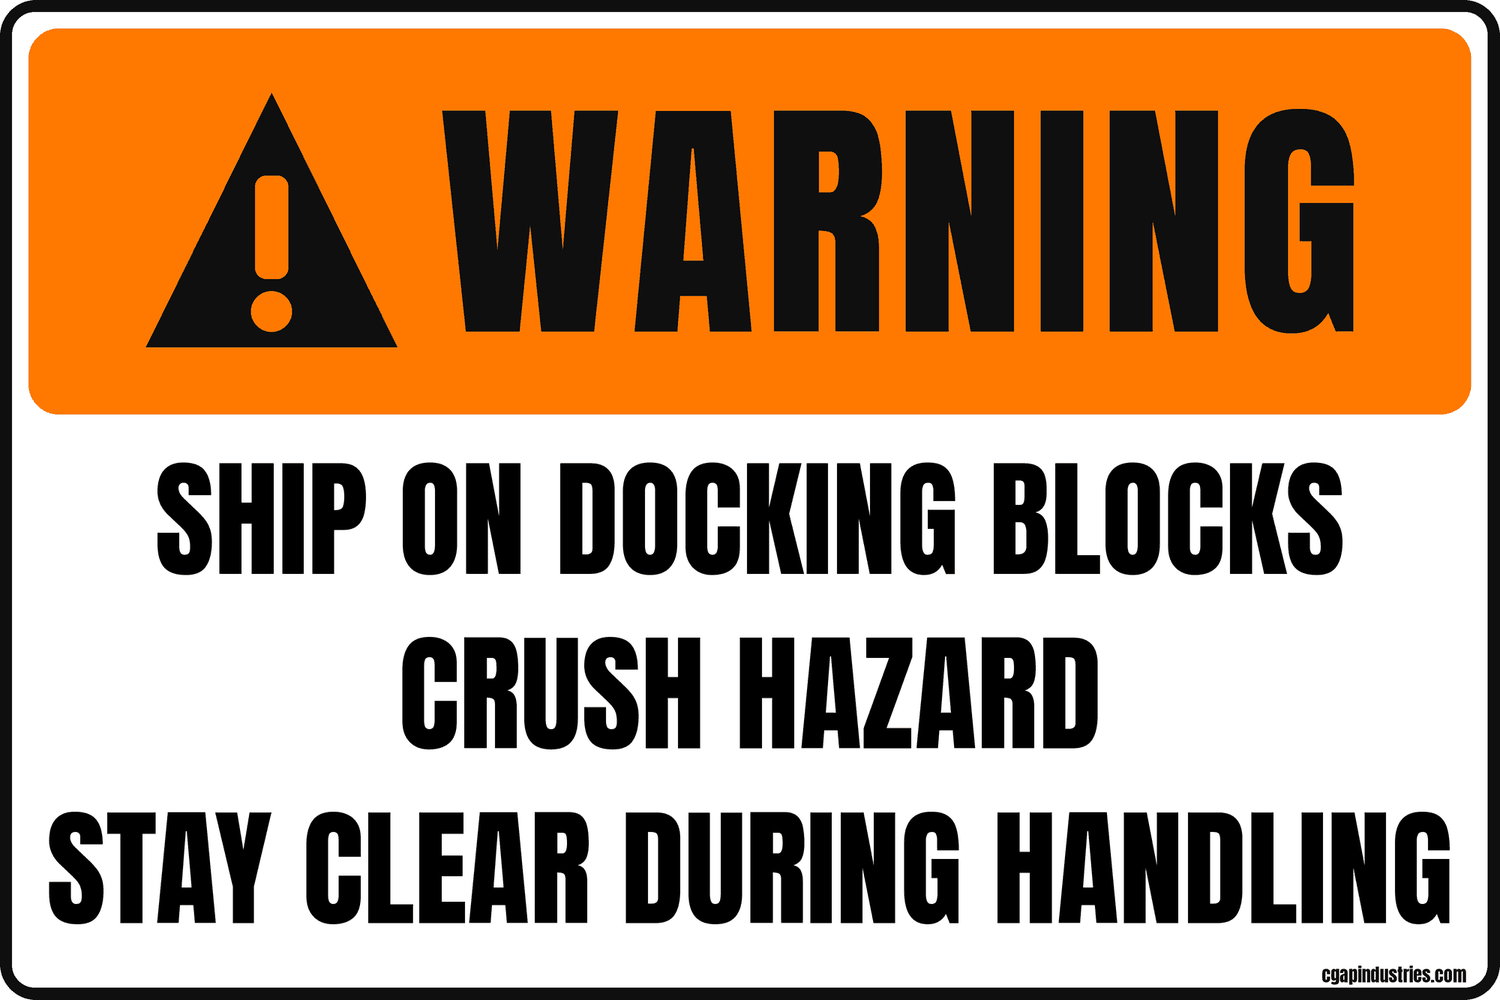 WARNING
SHIP ON DOCKING BLOCKS
CRUSH HAZARD
STAY CLEAR DURING HANDLING
cgapindustries.com